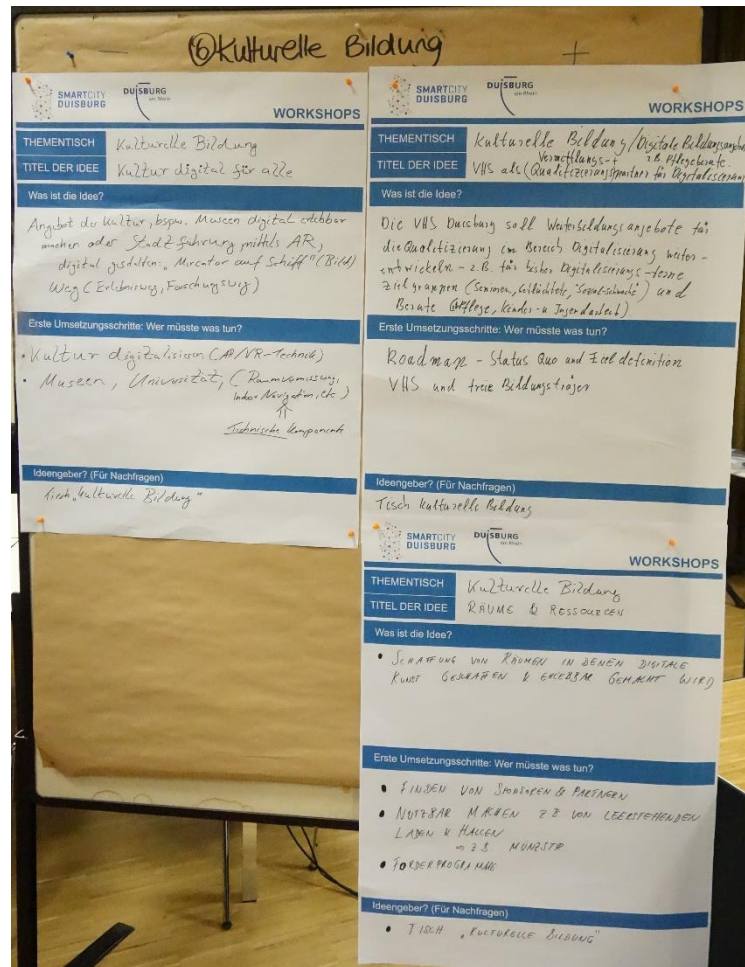 ⑥ Kulturelle Bildung
+
SMARTCITY
DUISBURG
DUISBURG
am Rhein
WORKSHOPS
THEMENTISCH Kulturelle Bildung
TITEL DER IDEE Kultur digital für alle
Was ist die Idee?
Angebot der Kultur, bspw. Museen digital erlebbar
machen oder Stadtführung mittels AR,
digital gestalten: "Mercator auf Schiff" (Bild)
Weg (Erlebnisweg, Forschungsweg)
Erste Umsetzungsschritte: Wer müsste was tun?
• Kultur digitalisieren (AR/VR-Technik)
• Museen, Universität, (Raumvermessung,
Indoor Navigation, etc)
⇑
Technische Komponente
Ideengeber? (Für Nachfragen)
Tisch "Kulturelle Bildung"
SMARTCITY
DUISBURG
DUISBURG
am Rhein
WORKSHOPS
THEMENTISCH Kulturelle Bildung/Digitale Bildungsangebote
Vermittlungs- + z.B. Pflegeberufe.
TITEL DER IDEE VHS als (Qualifizierungspartner für Digitalisierung
Was ist die Idee?
Die VHS Duisburg soll Weiterbildungsangebote für
die Qualifizierung im Bereich Digitalisierung weiter-
entwickeln - z.B. für bisher Digitalisierungs-ferne
Zielgruppen (Senioren, Geflüchtete, "Sozial-schwache") und
Berufe (Pflege, Kinder- u Jugendarbeit)
Erste Umsetzungsschritte: Wer müsste was tun?
Roadmap - Status Quo und Zieldefinition
VHS und freie Bildungsträger
Ideengeber? (Für Nachfragen)
Tisch kulturelle Bildung
SMARTCITY
DUISBURG
DUISBURG
am Rhein
WORKSHOPS
THEMENTISCH Kulturelle Bildung
TITEL DER IDEE RÄUME & RESSOURCEN
Was ist die Idee?
• SCHAFFUNG VON RÄUMEN IN DENEN DIGITALE
KUNST GESCHAFFEN & ERLEBBAR GEMACHT WIRD
Erste Umsetzungsschritte: Wer müsste was tun?
• FINDEN VON SPONSOREN & PARTNERN
• NUTZBAR MACHEN Z.B. VON LEERSTEHENDEN
LÄDEN & HALLEN
⇒ Z.B. MÜNZSTR
• FÖRDERPROGRAMME
Ideengeber? (Für Nachfragen)
• TISCH "KULTURELLE BILDUNG"